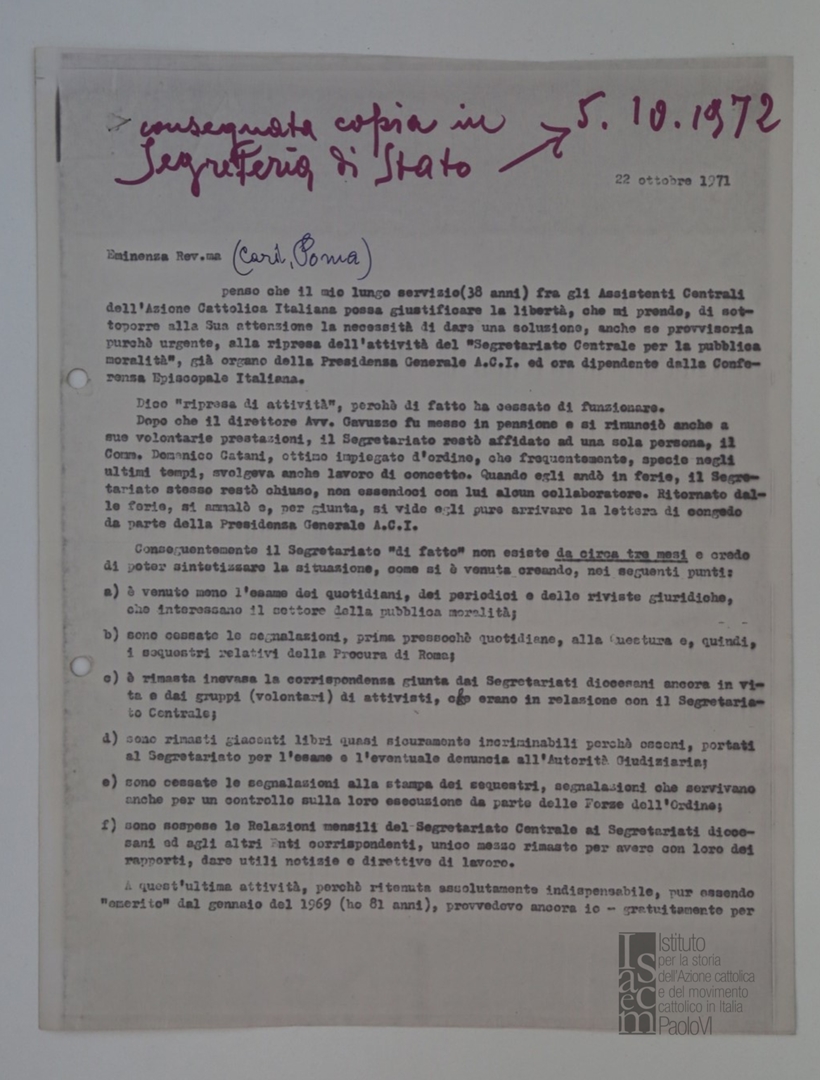 > consegnata copia in → 5.10.1972
Segreteria di Stato
22 ottobre 1971
Eminenza Rev.ma (Card. Poma)
penso che il mio lungo servizio(38 anni) fra gli Assistenti Centrali
dell'Azione Cattolica Italiana possa giustificare la libertà, che mi prendo, di sot-
toporre alla Sua attenzione la necessità di dare una soluzione, anche se provvisoria
purchè urgente, alla ripresa dell'attività del "Segretariato Centrale per la pubblica
moralità", già organo della Presidenza Generale A.C.I. ed ora dipendente dalla Confe-
renza Episcopale Italiana.
Dico "ripresa di attività", perchè di fatto ha cessato di funzionare.
Dopo che il direttore Avv. Gavusso fu messo in pensione e si rinunciò anche a
sue volontarie prestazioni, il Segretariato restò affidato ad una sola persona, il
Comm. Domenico Catani, ottimo impiegato d'ordine, che frequentemente, specie negli
ultimi tempi, svolgeva anche lavoro di concetto. Quando egli andò in ferie, il Segre-
tariato stesso restò chiuso, non essendoci con lui alcun collaboratore. Ritornato dal-
le ferie, si ammalò e, per giunta, si vide egli pure arrivare la lettera di congedo
da parte della Presidenza Generale A.C.I.
Conseguentemente il Segretariato "di fatto" non esiste da circa tre mesi e credo
di poter sintetizzare la situazione, come si è venuta creando, nei seguenti punti:
a) è venuto meno l'esame dei quotidiani, dei periodici e delle riviste giuridiche,
che interessano il settore della pubblica moralità;
b) sono cessate le segnalazioni, prima pressochè quotidiane, alla Questura e, quindi,
i sequestri relativi della Procura di Roma;
c) è rimasta inevasa la corrispondenza giunta dai Segretariati diocesani ancora in vi-
ta e dai gruppi (volontari) di attivisti, che erano in relazione con il Segretaria-
to Centrale;
d) sono rimasti giacenti libri quasi sicuramente incriminabili perchè osceni, portati
al Segretariato per l'esame e l'eventuale denuncia all'Autorità Giudiziaria;
e) sono cessate le segnalazioni alla stampa dei sequestri, segnalazioni che servivano
anche per un controllo sulla loro esecuzione da parte delle Forze dell'Ordine;
f) sono sospese le Relazioni mensili del Segretariato Centrale ai Segretariati dioce-
sani ed agli altri Enti corrispondenti, unico mezzo rimasto per avere con loro dei
rapporti, dare utili notizie e direttive di lavoro.
A quest'ultima attività, perchè ritenuta assolutamente indispensabile, pur essendo
"emerito" dal gennaio del 1969 (ho 81 anni), provvedevo ancora io - gratuitamente per
Isacem
Istituto
per la storia
dell'Azione cattolica
e del movimento
cattolico in Italia
PaoloVI